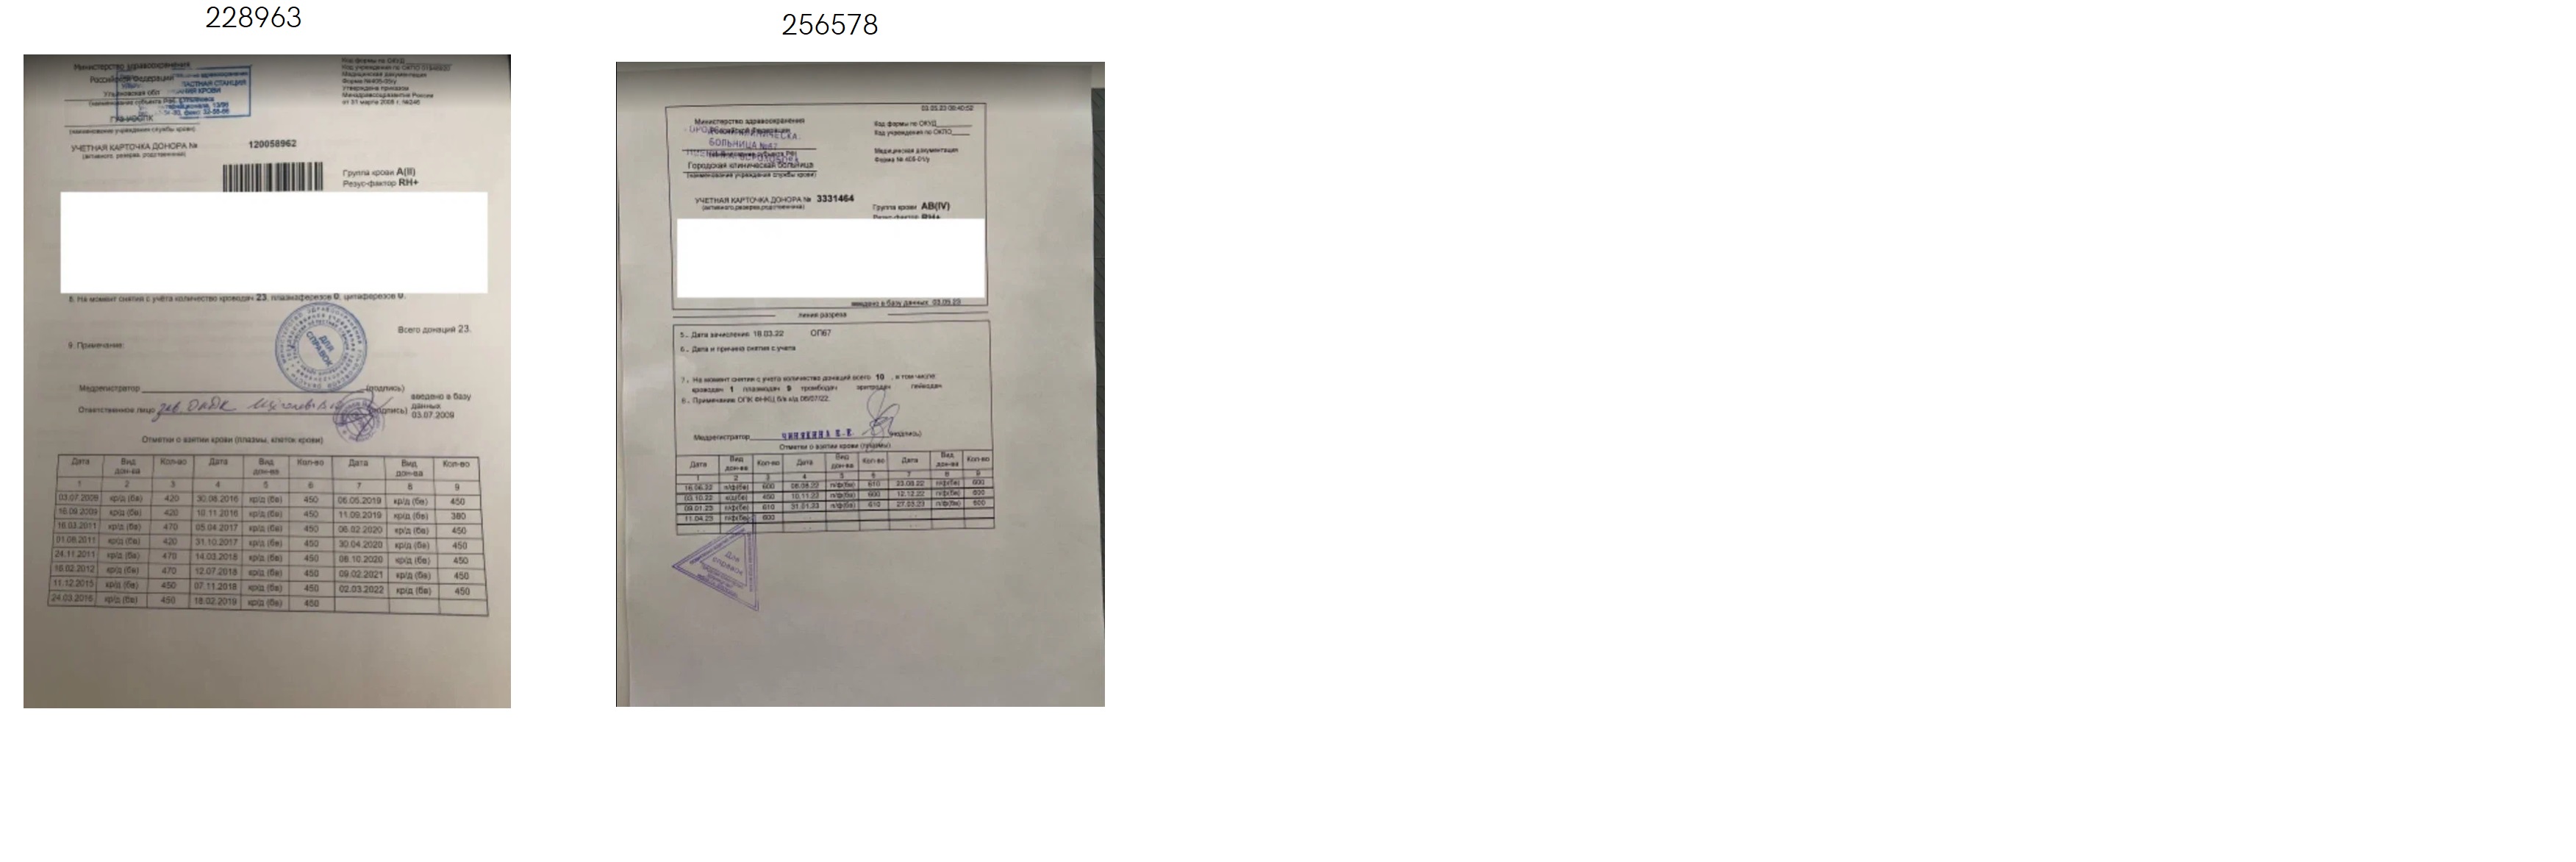 228963
Министерство здравоохранения
Российской Федерации
Ульяновская обл
(наименование субъекта РФ)
ГУЗ УОСПК
(наименование учреждения службы крови)
Код формы по ОКУД
Код учреждения по ОКПО
Медицинская документация
Форма №405-05/у
Утверждена приказом
Минздравсоцразвития России
от 31 марта 2005 г. №246
УЧЕТНАЯ КАРТОЧКА ДОНОРА № 120058962
(активного, резерва, родственника)
Группа крови A(II)
Резус-фактор RH+
8. На момент снятия с учёта количество кроводач 23, плазмаферезов 0, цитаферезов 0.
ДЛЯ СПРАВОК
Всего донаций 23.
9. Примечание:
Медрегистратор (подпись)
Ответственное лицо зав. (подпись)
введено в базу данных 03.07.2009
Отметки о взятии крови (плазмы, клеток крови)
Дата Вид дон-ва Кол-во Дата Вид дон-ва Кол-во Дата Вид дон-ва Кол-во
1 2 3 4 5 6 7 8 9
03.07.2009 кр/д (бв) 420 30.08.2016 кр/д (бв) 450 06.05.2019 кр/д (бв) 450
16.09.2009 кр/д (бв) 420 10.11.2016 кр/д (бв) 450 11.09.2019 кр/д (бв) 380
16.03.2011 кр/д (бв) 470 05.04.2017 кр/д (бв) 450 06.02.2020 кр/д (бв) 450
01.08.2011 кр/д (бв) 420 31.10.2017 кр/д (бв) 450 30.04.2020 кр/д (бв) 450
24.11.2011 кр/д (бв) 470 14.03.2018 кр/д (бв) 450 08.10.2020 кр/д (бв) 450
16.02.2012 кр/д (бв) 470 12.07.2018 кр/д (бв) 450 09.02.2021 кр/д (бв) 450
11.12.2015 кр/д (бв) 450 07.11.2018 кр/д (бв) 450 02.03.2022 кр/д (бв) 450
24.03.2016 кр/д (бв) 450 18.02.2019 кр/д (бв) 450
256578
03.05.23 08:40:52
Министерство здравоохранения
Российской Федерации
БОЛЬНИЦА №67
Городская клиническая больница
(наименование учреждения службы крови)
Код формы по ОКУД
Код учреждения по ОКПО
Медицинская документация
Форма № 405-01/у
УЧЕТНАЯ КАРТОЧКА ДОНОРА № 3331464
(активного, резерва, родственника)
Группа крови AB(IV)
Резус-фактор RH+
введено в базу данных 03.05.23
линия разреза
5. Дата зачисления 18.03.22 ОП67
6. Дата и причина снятия с учета
7. На момент снятия с учета количество донаций всего 10, в том числе:
кроводач 1 плазмодач 9 тромбодач эритродач лейкодач
8. Примечание ОПК ФНКЦ б/в к/д 06/07/22.
Медрегистратор ЧИНЯКИНА Е.Е. (подпись)
Отметки о взятии крови (плазмы)
Дата Вид дон-ва Кол-во Дата Вид дон-ва Кол-во Дата Вид дон-ва Кол-во
1 2 3 4 5 6 7 8 9
16.06.22 п/ф(бв) 600 08.08.22 п/ф(бв) 610 23.08.22 п/ф(бв) 600
03.10.22 к/д(бв) 450 10.11.22 п/ф(бв) 600 12.12.22 п/ф(бв) 600
09.01.23 п/ф(бв) 610 31.01.23 п/ф(бв) 610 27.03.23 п/ф(бв) 600
11.04.23 п/ф(бв) 600
Для справок